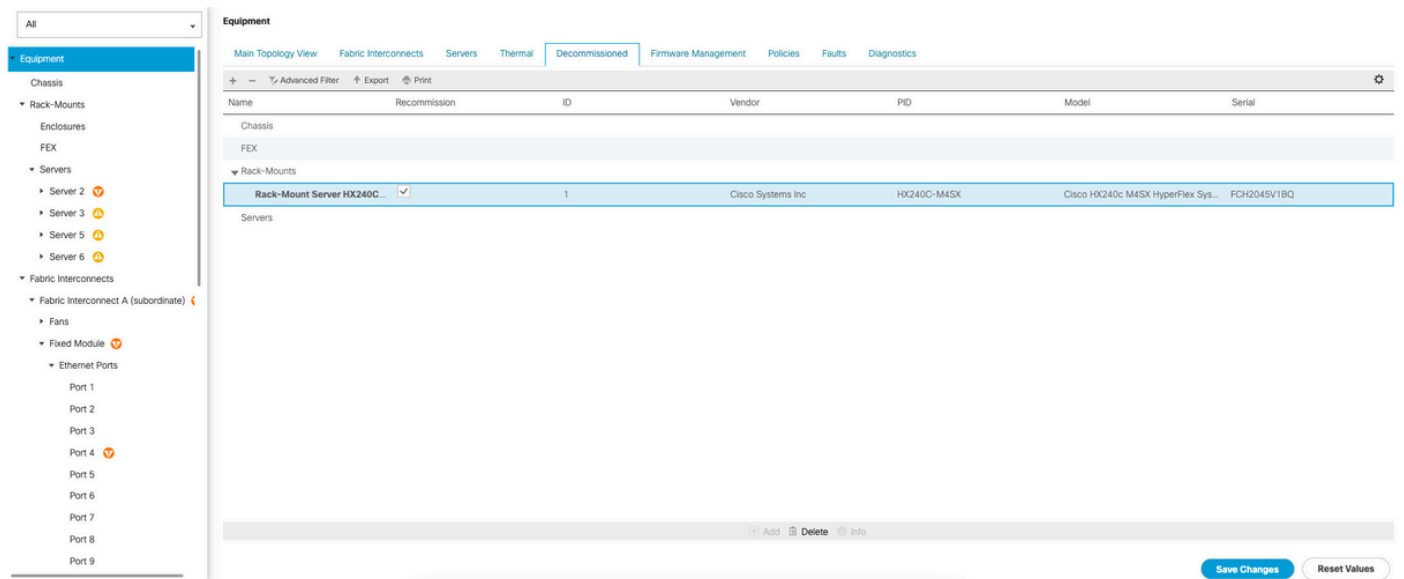 All
Equipment
Chassis
Rack-Mounts
Enclosures
FEX
Servers
Server 2
Server 3
Server 5
Server 6
Fabric Interconnects
Fabric Interconnect A (subordinate)
Fans
Fixed Module
Ethernet Ports
Port 1
Port 2
Port 3
Port 4
Port 5
Port 6
Port 7
Port 8
Port 9
Equipment
Main Topology View Fabric Interconnects Servers Thermal Decommissioned Firmware Management Policies Faults Diagnostics
+ − Advanced Filter Export Print
Name Recommission ID Vendor PID Model Serial
Chassis
FEX
Rack-Mounts
Rack-Mount Server HX240C... 1 Cisco Systems Inc HX240C-M4SX Cisco HX240c M4SX HyperFlex Sys... FCH2045V1BQ
Servers
Add Delete Info
Save Changes Reset Values